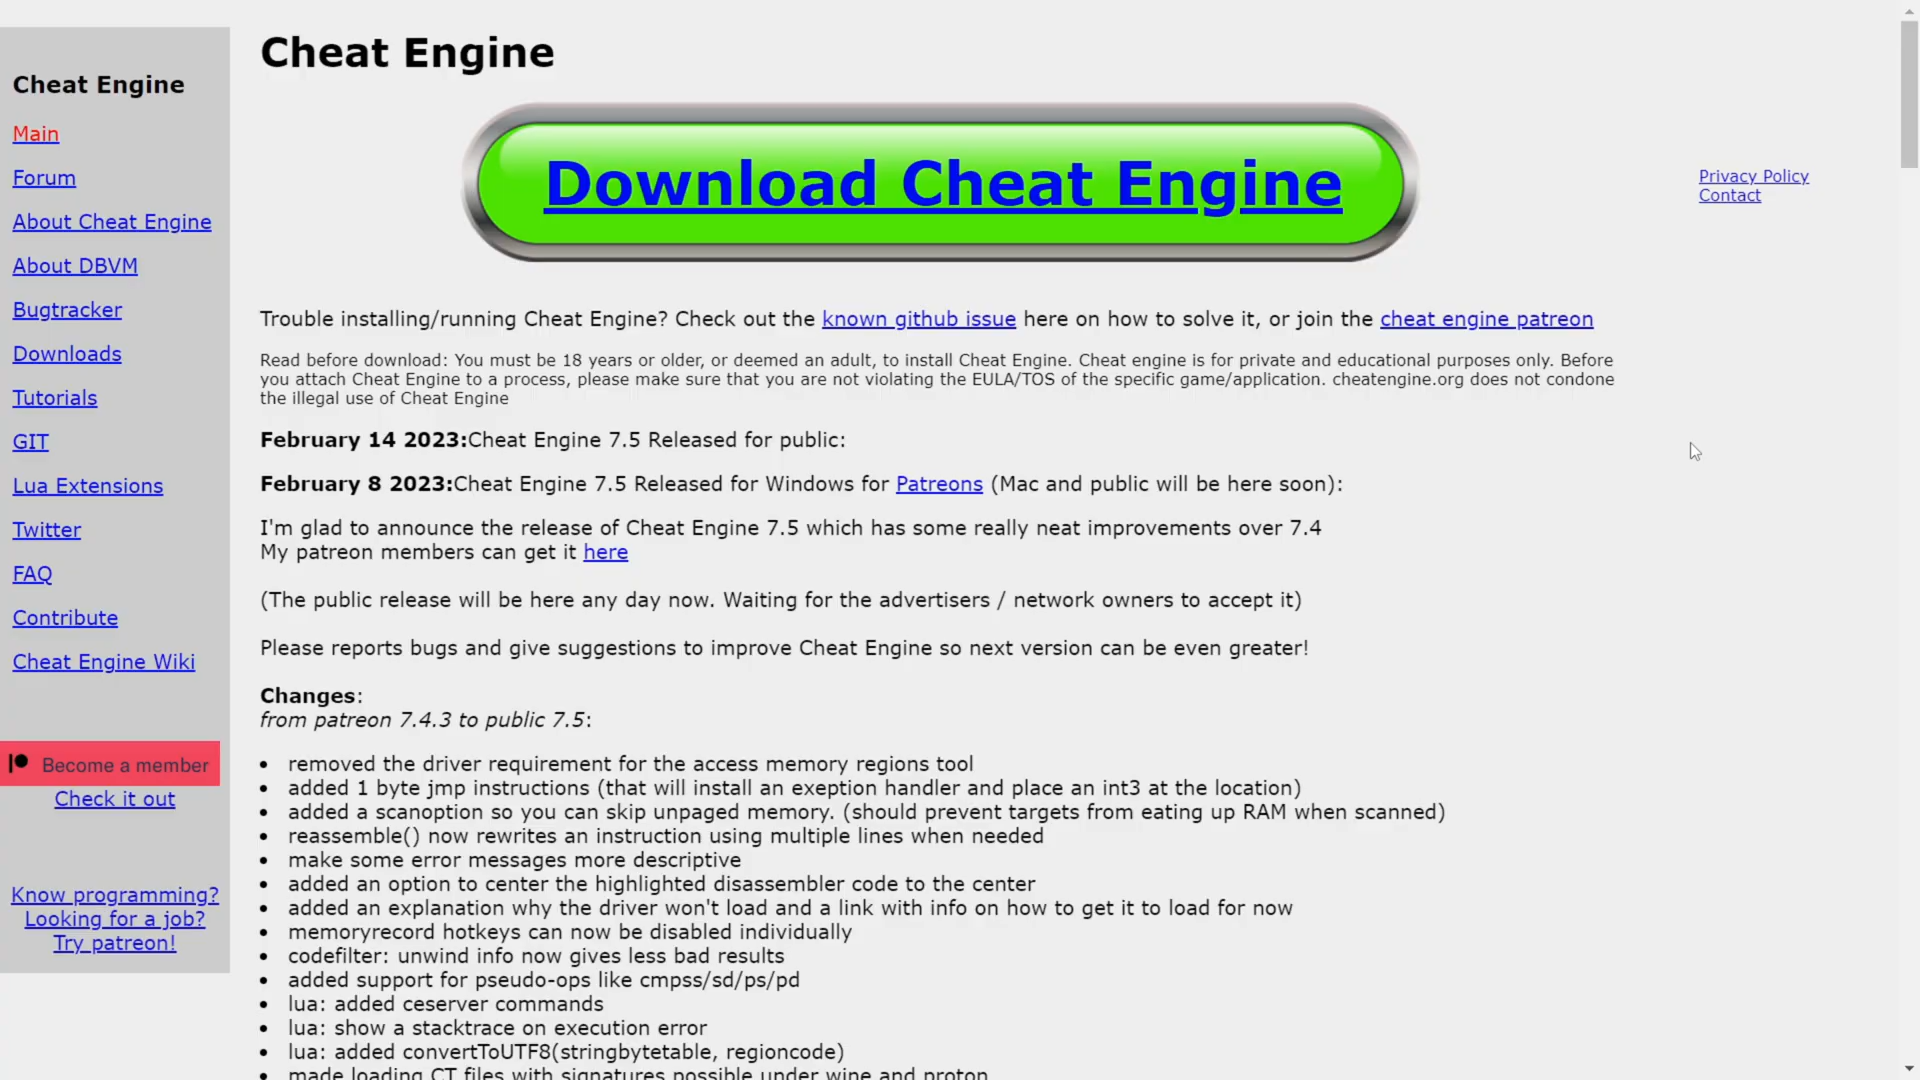 Cheat Engine
Main
Forum
About Cheat Engine
About DBVM
Bugtracker
Downloads
Tutorials
GIT
Lua Extensions
Twitter
FAQ
Contribute
Cheat Engine Wiki
Become a member
Check it out
Know programming?
Looking for a job?
Try patreon!
Cheat Engine
Download Cheat Engine
Privacy Policy
Contact
Trouble installing/running Cheat Engine? Check out the known github issue here on how to solve it, or join the cheat engine patreon
Read before download: You must be 18 years or older, or deemed an adult, to install Cheat Engine. Cheat engine is for private and educational purposes only. Before
you attach Cheat Engine to a process, please make sure that you are not violating the EULA/TOS of the specific game/application. cheatengine.org does not condone
the illegal use of Cheat Engine
February 14 2023:Cheat Engine 7.5 Released for public:
February 8 2023:Cheat Engine 7.5 Released for Windows for Patreons (Mac and public will be here soon):
I'm glad to announce the release of Cheat Engine 7.5 which has some really neat improvements over 7.4
My patreon members can get it here
(The public release will be here any day now. Waiting for the advertisers / network owners to accept it)
Please reports bugs and give suggestions to improve Cheat Engine so next version can be even greater!
Changes:
from patreon 7.4.3 to public 7.5:
• removed the driver requirement for the access memory regions tool
• added 1 byte jmp instructions (that will install an exeption handler and place an int3 at the location)
• added a scanoption so you can skip unpaged memory. (should prevent targets from eating up RAM when scanned)
• reassemble() now rewrites an instruction using multiple lines when needed
• make some error messages more descriptive
• added an option to center the highlighted disassembler code to the center
• added an explanation why the driver won't load and a link with info on how to get it to load for now
• memoryrecord hotkeys can now be disabled individually
• codefilter: unwind info now gives less bad results
• added support for pseudo-ops like cmpss/sd/ps/pd
• lua: added ceserver commands
• lua: show a stacktrace on execution error
• lua: added convertToUTF8(stringbytetable, regioncode)
• made loading CT files with signatures possible under wine and proton